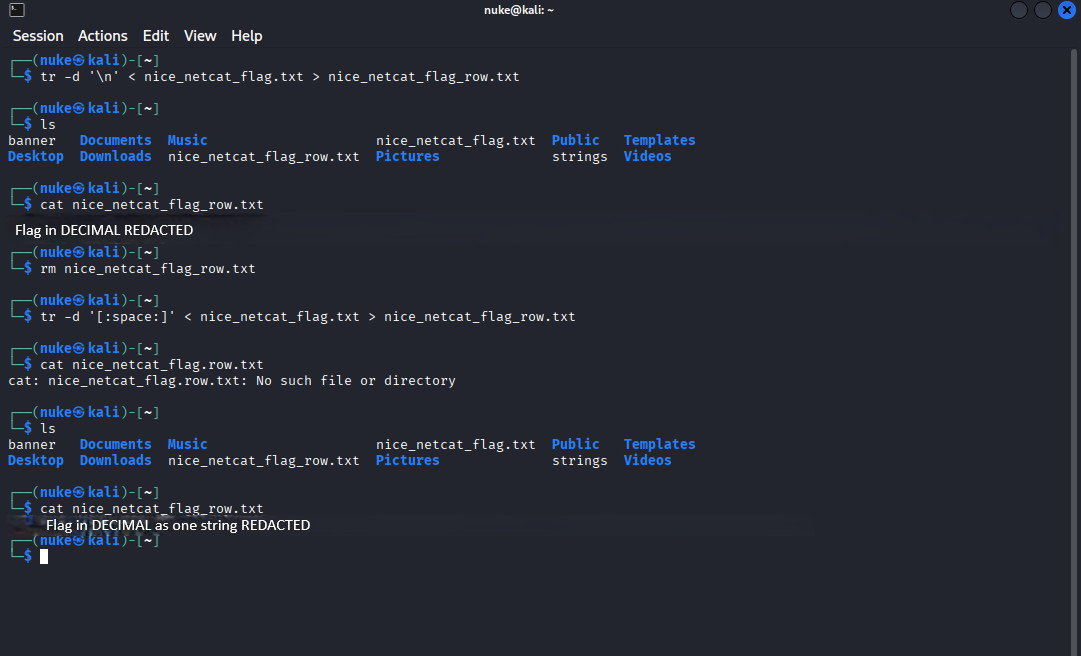 nuke@kali: ~
Session Actions Edit View Help
┌──(nuke㉿kali)-[~]
└─$ tr -d '\n' < nice_netcat_flag.txt > nice_netcat_flag_row.txt
┌──(nuke㉿kali)-[~]
└─$ ls
banner Documents Music nice_netcat_flag.txt Public Templates
Desktop Downloads nice_netcat_flag_row.txt Pictures strings Videos
┌──(nuke㉿kali)-[~]
└─$ cat nice_netcat_flag_row.txt
Flag in DECIMAL REDACTED
┌──(nuke㉿kali)-[~]
└─$ rm nice_netcat_flag_row.txt
┌──(nuke㉿kali)-[~]
└─$ tr -d '[:space:]' < nice_netcat_flag.txt > nice_netcat_flag_row.txt
┌──(nuke㉿kali)-[~]
└─$ cat nice_netcat_flag.row.txt
cat: nice_netcat_flag.row.txt: No such file or directory
┌──(nuke㉿kali)-[~]
└─$ ls
banner Documents Music nice_netcat_flag.txt Public Templates
Desktop Downloads nice_netcat_flag_row.txt Pictures strings Videos
┌──(nuke㉿kali)-[~]
└─$ cat nice_netcat_flag_row.txt
Flag in DECIMAL as one string REDACTED
┌──(nuke㉿kali)-[~]
└─$